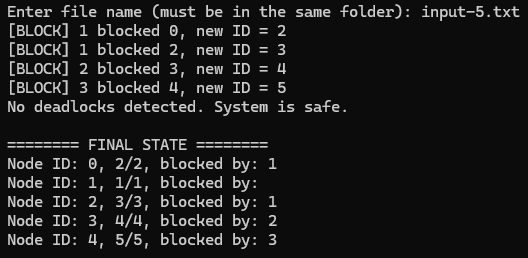 Enter file name (must be in the same folder): input-5.txt
[BLOCK] 1 blocked 0, new ID = 2
[BLOCK] 1 blocked 2, new ID = 3
[BLOCK] 2 blocked 3, new ID = 4
[BLOCK] 3 blocked 4, new ID = 5
No deadlocks detected. System is safe.

======== FINAL STATE ========
Node ID: 0, 2/2, blocked by: 1
Node ID: 1, 1/1, blocked by:
Node ID: 2, 3/3, blocked by: 1
Node ID: 3, 4/4, blocked by: 2
Node ID: 4, 5/5, blocked by: 3